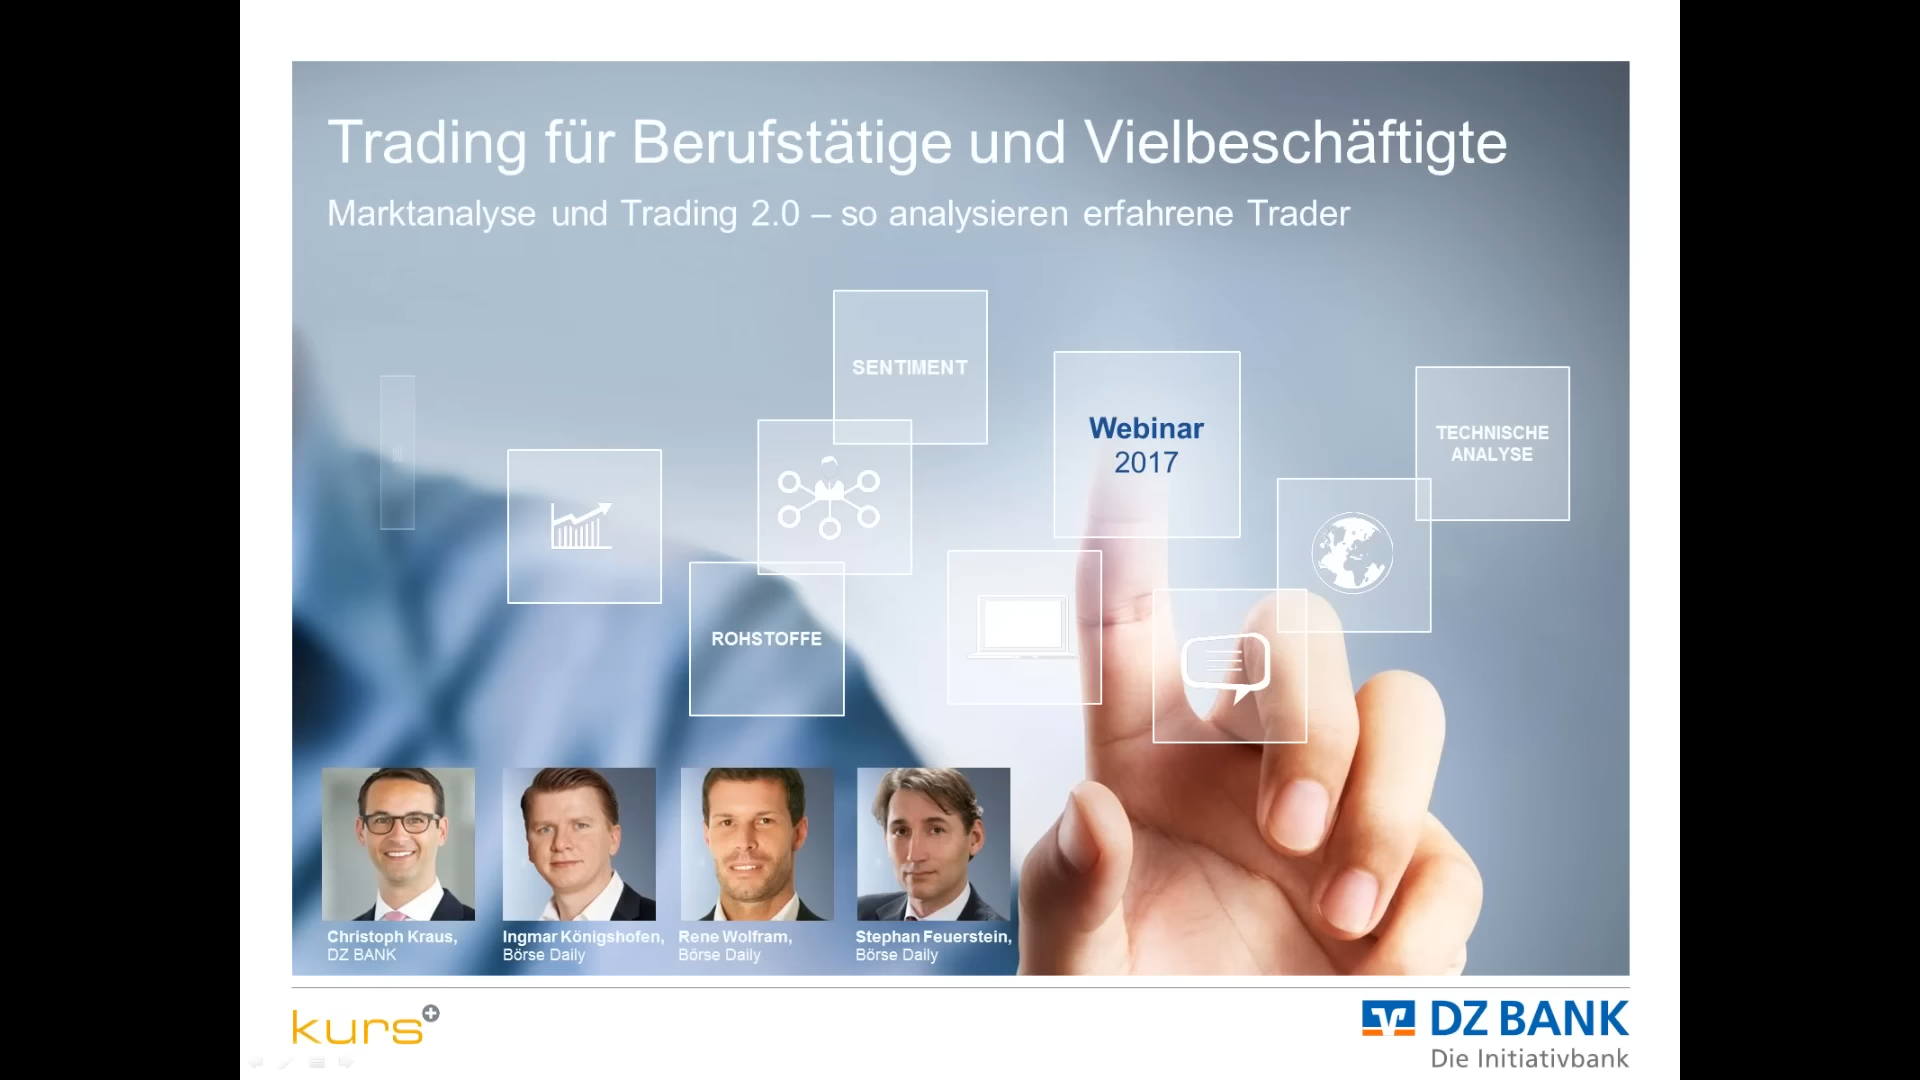 Trading für Berufstätige und Vielbeschäftigte
Marktanalyse und Trading 2.0 – so analysieren erfahrene Trader
SENTIMENT
Webinar
2017
TECHNISCHE
ANALYSE
ROHSTOFFE
Christoph Kraus,
DZ BANK
Ingmar Königshofen,
Börse Daily
Rene Wolfram,
Börse Daily
Stephan Feuerstein,
Börse Daily
kurs+
DZ BANK
Die Initiativbank